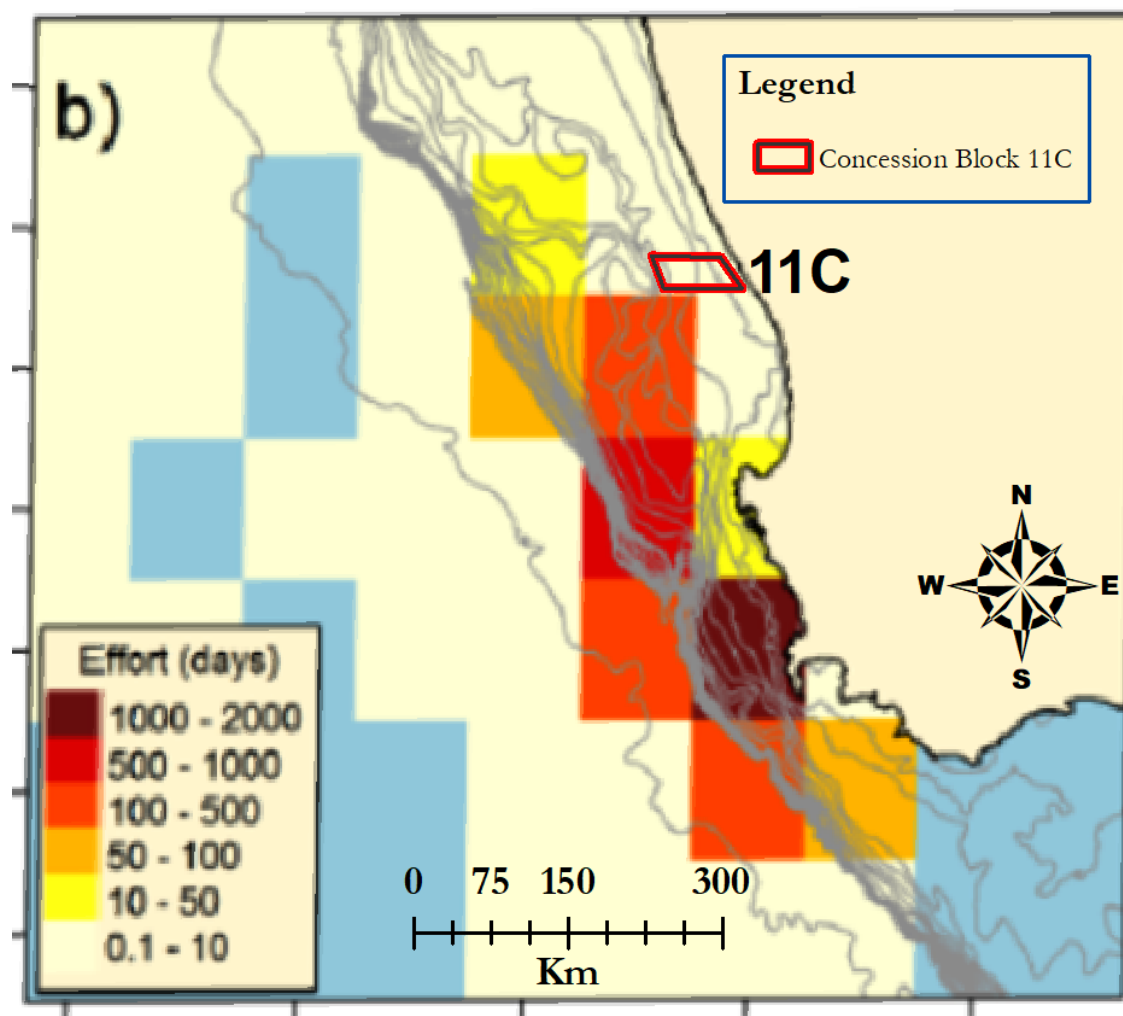 b)
Legend
Concession Block 11C
11C
N
W E
S
Effort (days)
1000 - 2000
500 - 1000
100 - 500
50 - 100
10 - 50
0.1 - 10
0 75 150 300
Km